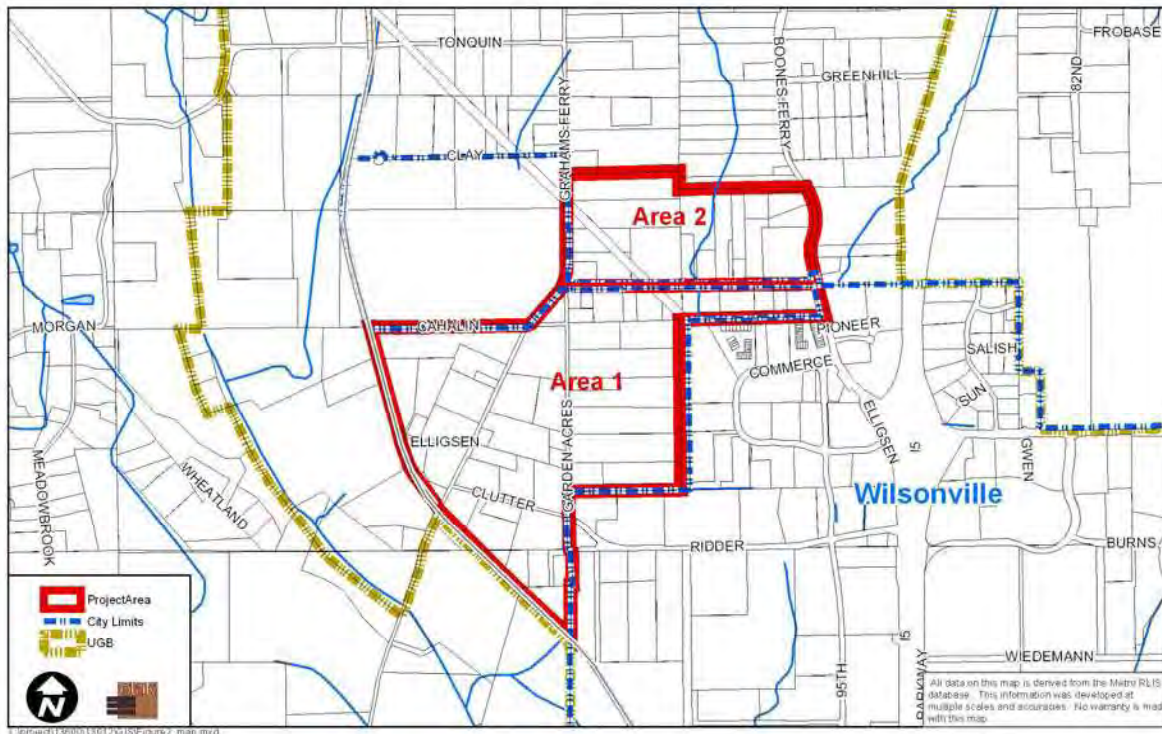 TONQUIN
BOONES FERRY
FROBASE
82ND
GREENHILL
CLAY
GRAHAMS FERRY
Area 2
CAHALIN
MORGAN
PIONEER
SALISH
COMMERCE
Area 1
SUN
ELLIGSEN
ELLIGSEN
I5
GWEN
MEADOWBROOK
WHEATLAND
CLUTTER
GARDEN ACRES
Wilsonville
RIDDER
BURNS
ProjectArea
City Limits
UGB
I5
WIEDEMANN
95TH
PARKWAY
N
All data on this map is derived from the Metro RLIS
database. This information was developed at
multiple scales and accuracies. No warranty is made
with this map.